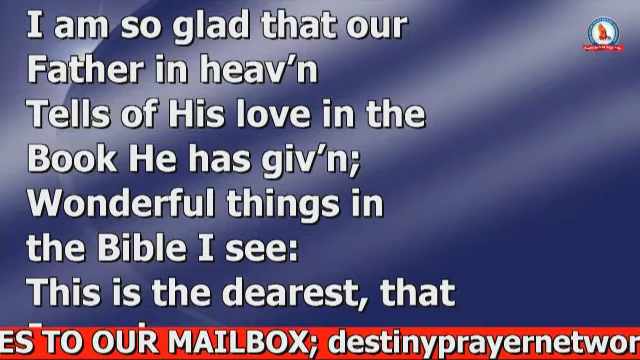 I am so glad that our
Father in heav’n
Tells of His love in the
Book He has giv’n;
Wonderful things in
the Bible I see:
This is the dearest, that
ES TO OUR MAILBOX; destinyprayernetwor